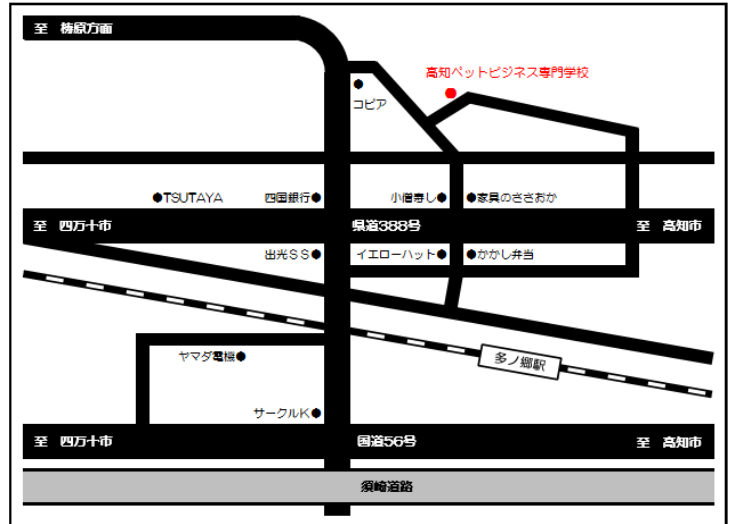 至　梼原方面
高知ペットビジネス専門学校
コピア
●TSUTAYA
四国銀行●
小僧寿し●
●家具のささおか
至　四万十市
県道388号
至　高知市
出光ＳＳ●
イエローハット●
●かかし弁当
ヤマダ電機●
多ノ郷駅
サークルＫ●
至　四万十市
国道56号
至　高知市
須崎道路